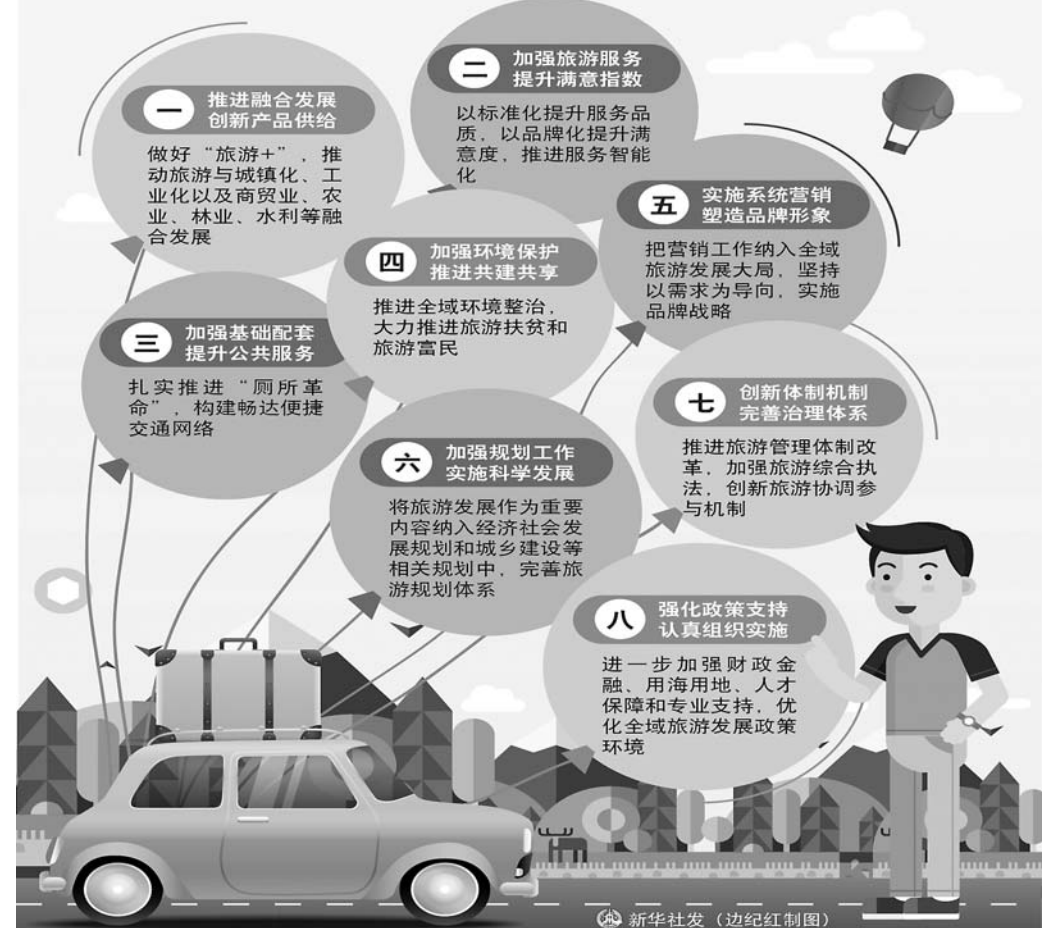 一
推进融合发展
创新产品供给
做好“旅游+”，推
动旅游与城镇化、工
业化以及商贸业、农
业、林业、水利等融
合发展
二
加强旅游服务
提升满意指数
以标准化提升服务品
质，以品牌化提升满
意度，推进服务智能
化
三
加强基础配套
提升公共服务
扎实推进“厕所革
命”，构建畅达便捷
交通网络
四
加强环境保护
推进共建共享
推进全域环境整治，
大力推进旅游扶贫和
旅游富民
五
实施系统营销
塑造品牌形象
把营销工作纳入全域
旅游发展大局，坚持
以需求为导向，实施
品牌战略
六
加强规划工作
实施科学发展
将旅游发展作为重要
内容纳入经济社会发
展规划和城乡建设等
相关规划中，完善旅
游规划体系
七
创新体制机制
完善治理体系
推进旅游管理体制改
革，加强旅游综合执
法，创新旅游协调参
与机制
八
强化政策支持
认真组织实施
进一步加强财政金
融、用海用地、人才
保障和专业支持，优
化全域旅游发展政策
环境
新华社发（边纪红制图）